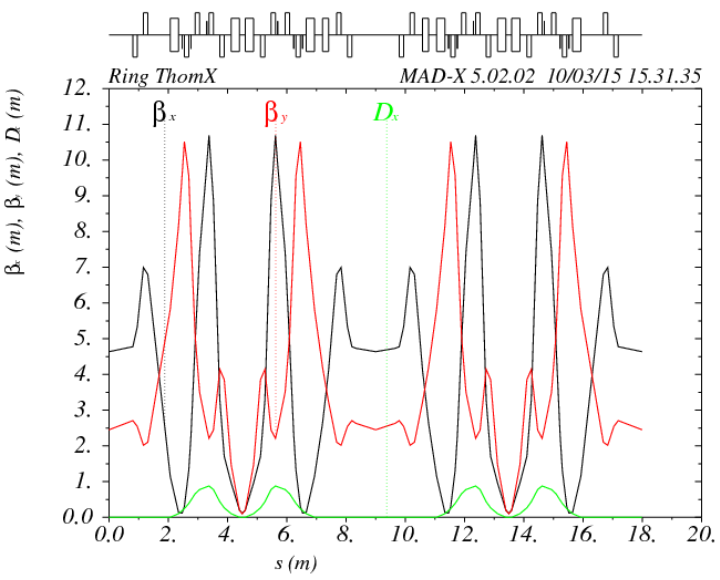 Ring ThomX MAD-X 5.02.02 10/03/15 15.31.35
12.
11.
10.
9.
8.
7.
6.
5.
4.
3.
2.
1.
0.0
βx (m), βy (m), Dx (m)
βx βy Dx
0.0 2. 4. 6. 8. 10. 12. 14. 16. 18. 20.
s (m)